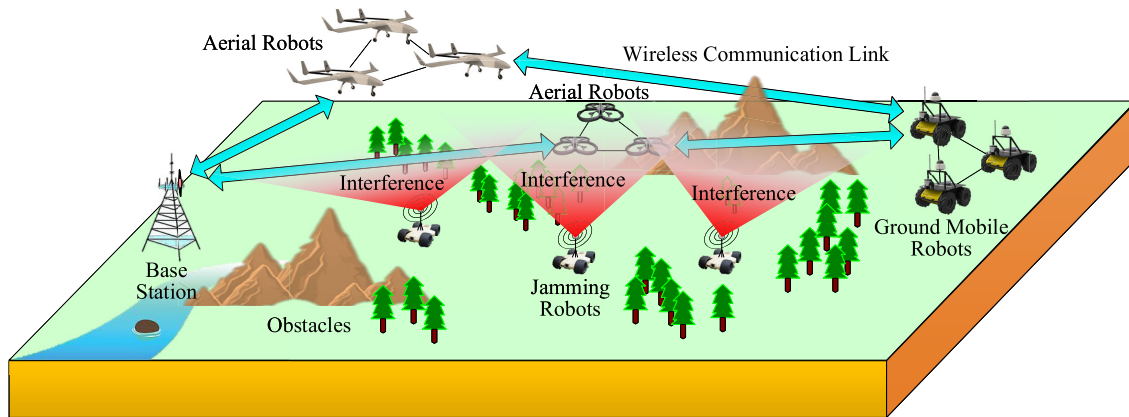 Aerial Robots
Wireless Communication Link
Aerial Robots
Interference
Interference
Interference
Ground Mobile
Robots
Base
Station
Jamming
Robots
Obstacles